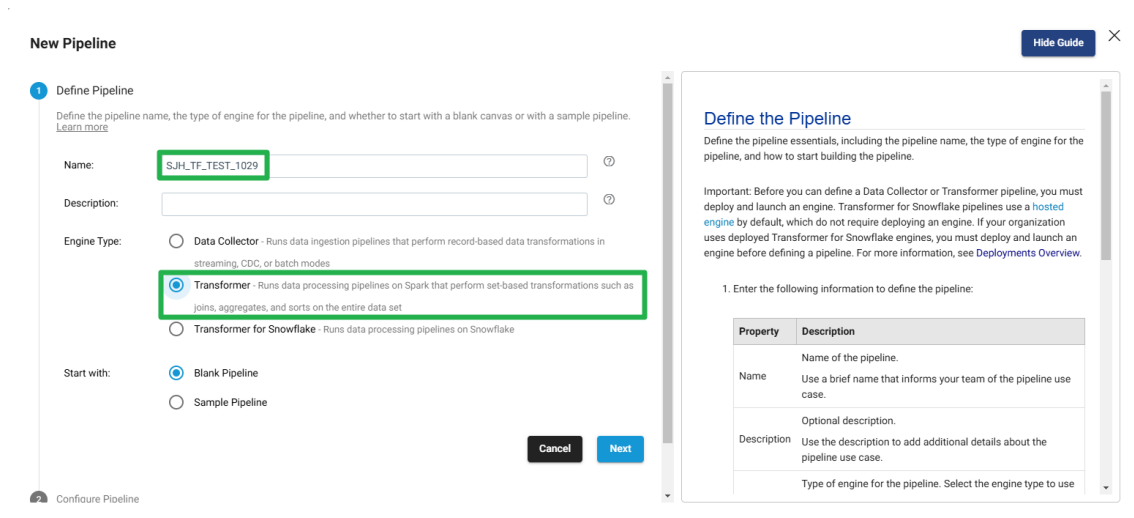 New Pipeline
Hide Guide
1 Define Pipeline
Define the pipeline name, the type of engine for the pipeline, and whether to start with a blank canvas or with a sample pipeline.
Learn more
Name: SJH_TF_TEST_1029
Description:
Engine Type: Data Collector - Runs data ingestion pipelines that perform record-based data transformations in
streaming, CDC, or batch modes
Transformer - Runs data processing pipelines on Spark that perform set-based transformations such as
joins, aggregates, and sorts on the entire data set
Transformer for Snowflake - Runs data processing pipelines on Snowflake
Start with: Blank Pipeline
Sample Pipeline
Cancel Next
2 Configure Pipeline
Define the Pipeline
Define the pipeline essentials, including the pipeline name, the type of engine for the
pipeline, and how to start building the pipeline.
Important: Before you can define a Data Collector or Transformer pipeline, you must
deploy and launch an engine. Transformer for Snowflake pipelines use a hosted
engine by default, which do not require deploying an engine. If your organization
uses deployed Transformer for Snowflake engines, you must deploy and launch an
engine before defining a pipeline. For more information, see Deployments Overview.
1. Enter the following information to define the pipeline:
Property Description
Name of the pipeline.
Name Use a brief name that informs your team of the pipeline use
case.
Optional description.
Description Use the description to add additional details about the
pipeline use case.
Type of engine for the pipeline. Select the engine type to use